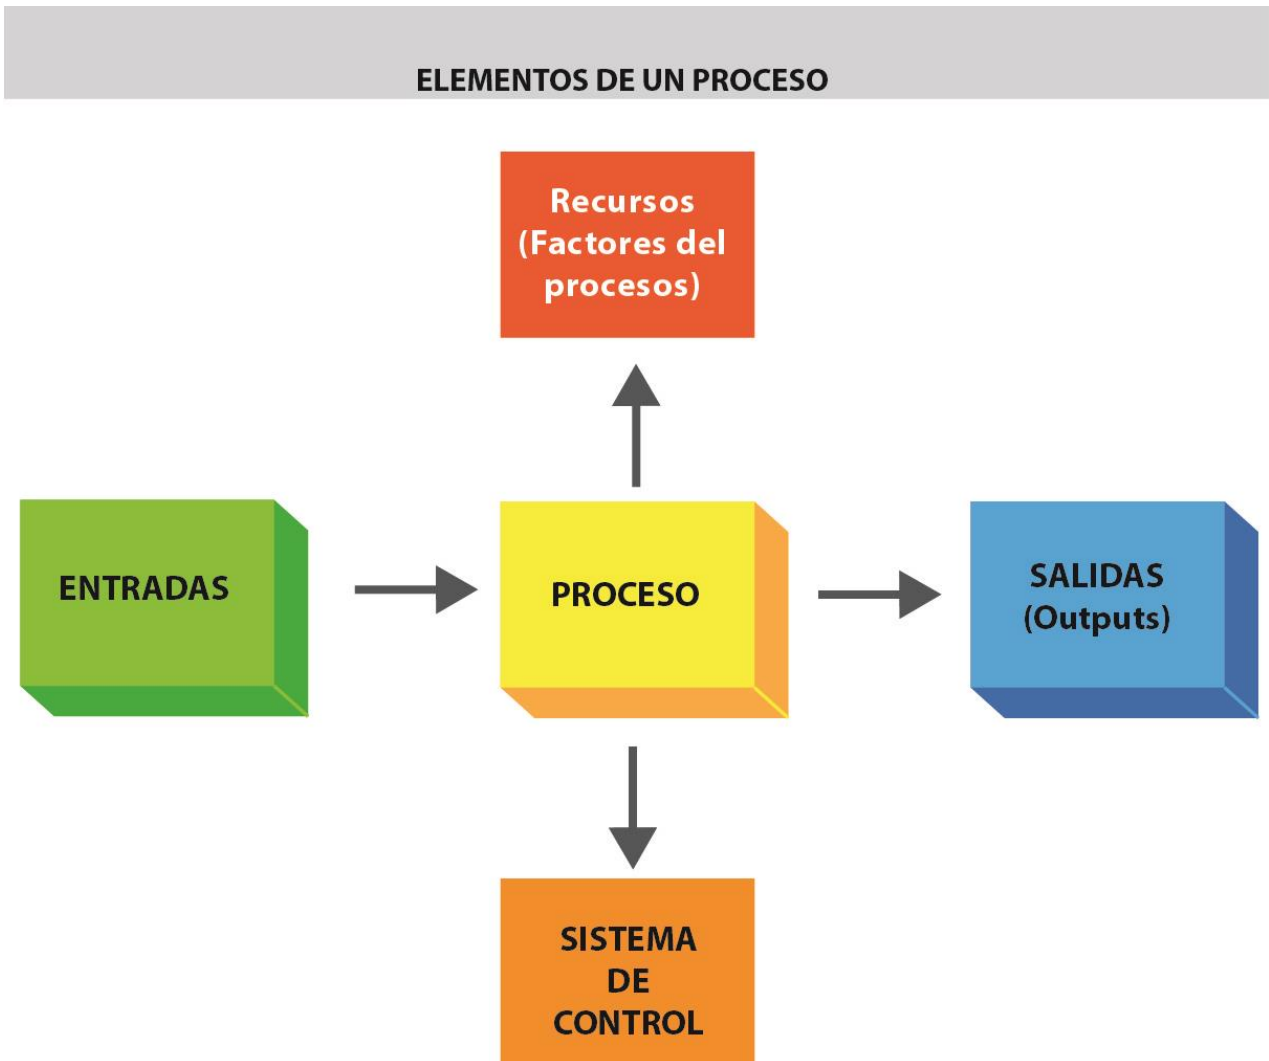 ELEMENTOS DE UN PROCESO
Recursos
(Factores del
procesos)
ENTRADAS
PROCESO
SALIDAS
(Outputs)
SISTEMA
DE
CONTROL